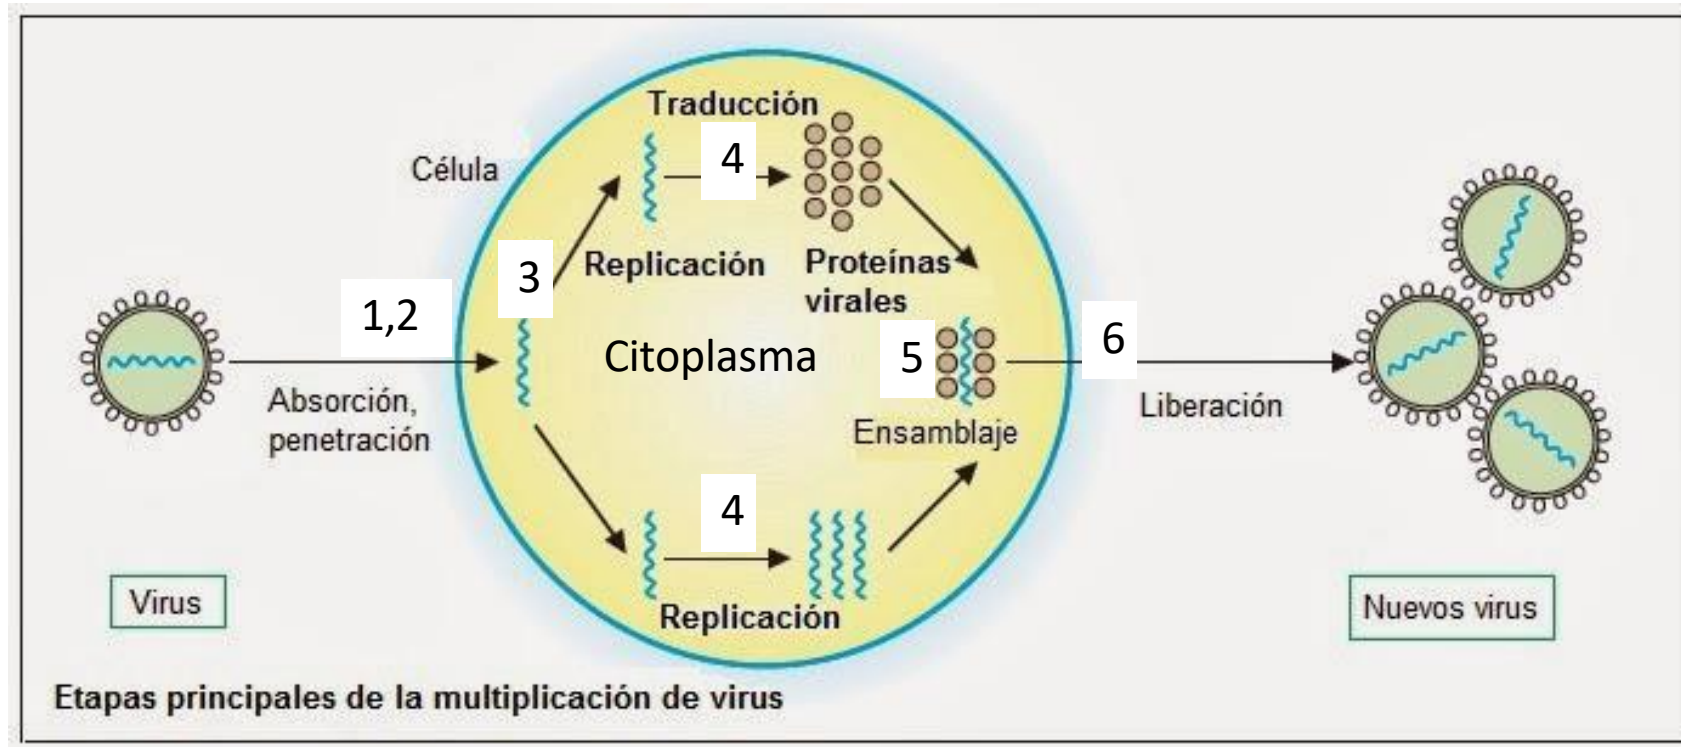 Traducción
4
Célula
3
Replicación
Proteínas
virales
1,2
Citoplasma
5
6
Absorción,
penetración
Ensamblaje
Liberación
4
Replicación
Virus
Nuevos virus
Etapas principales de la multiplicación de virus